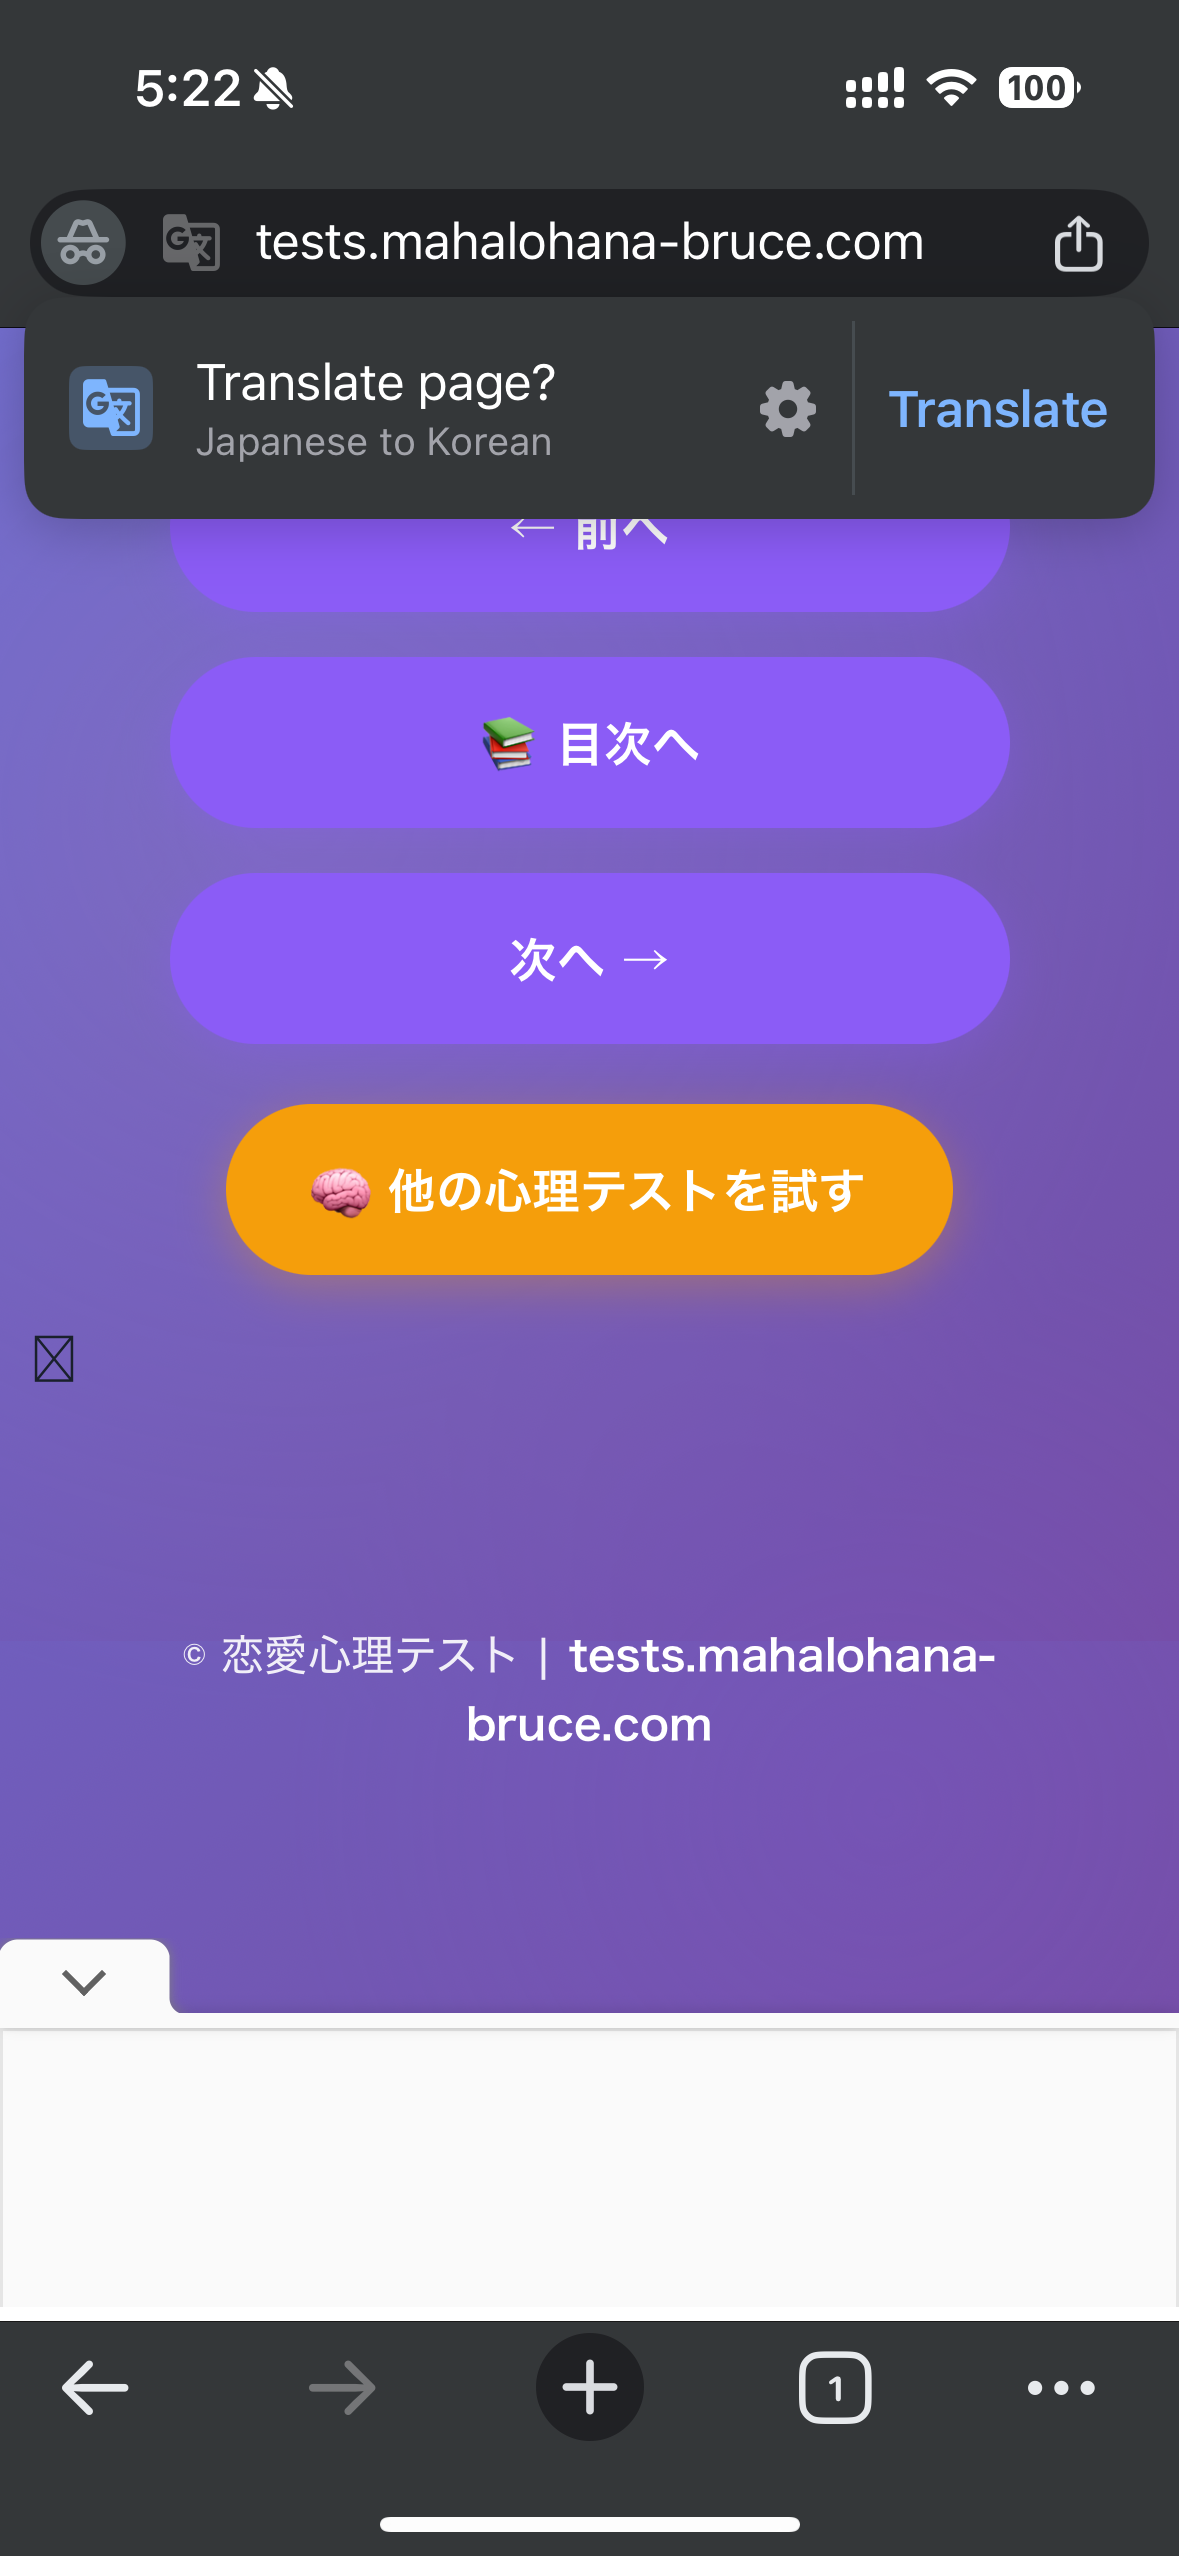 5:22
100
tests.mahalohana-bruce.com
Translate page?
Japanese to Korean
Translate
← 前へ
📚 目次へ
次へ →
🧠 他の心理テストを試す
© 恋愛心理テスト | tests.mahalohana-
bruce.com
1